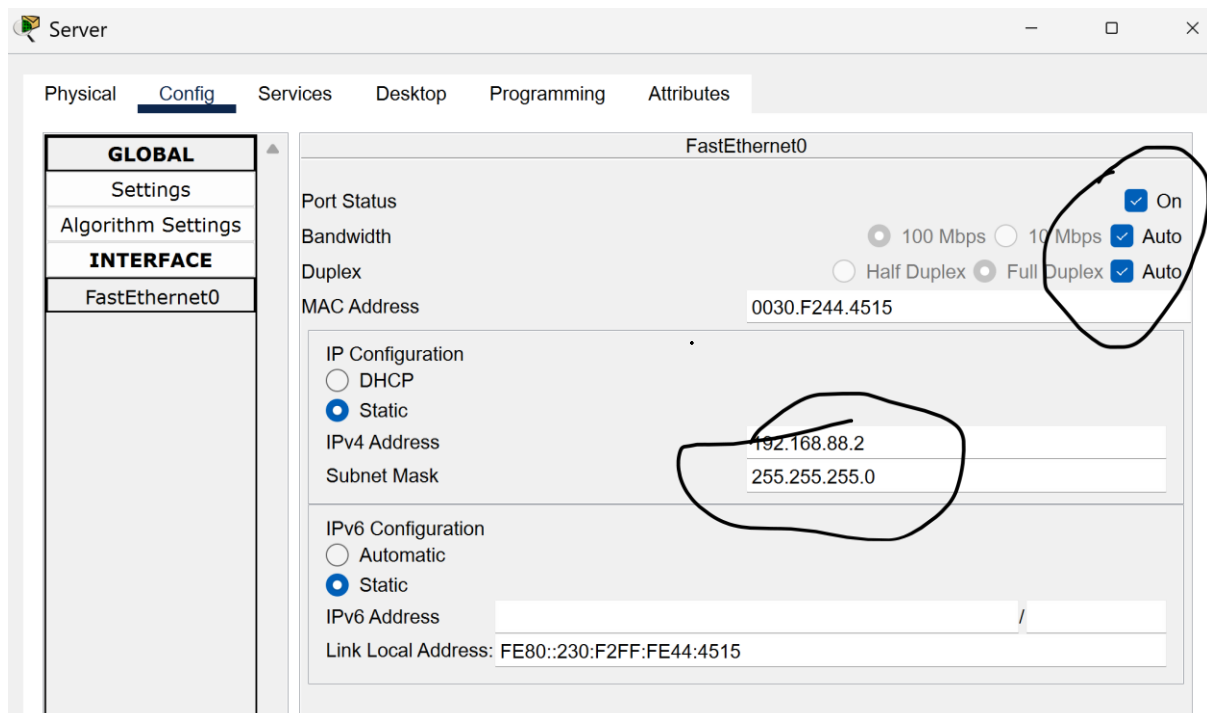 Server
Physical Config Services Desktop Programming Attributes
GLOBAL
Settings
Algorithm Settings
INTERFACE
FastEthernet0
FastEthernet0
Port Status On
Bandwidth 100 Mbps 10 Mbps Auto
Duplex Half Duplex Full Duplex Auto
MAC Address 0030.F244.4515
IP Configuration
DHCP
Static
IPv4 Address 192.168.88.2
Subnet Mask 255.255.255.0
IPv6 Configuration
Automatic
Static
IPv6 Address /
Link Local Address: FE80::230:F2FF:FE44:4515